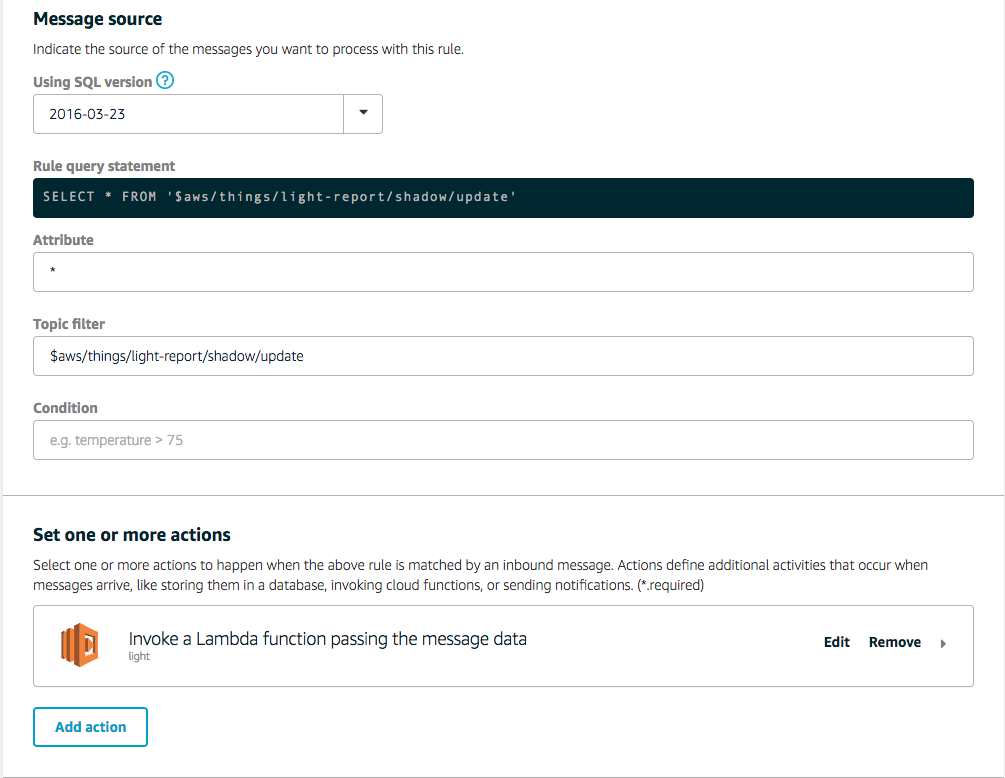 Message source
Indicate the source of the messages you want to process with this rule.
Using SQL version ?
2016-03-23
Rule query statement
SELECT * FROM '$aws/things/light-report/shadow/update'
Attribute
*
Topic filter
$aws/things/light-report/shadow/update
Condition
e.g. temperature > 75
Set one or more actions
Select one or more actions to happen when the above rule is matched by an inbound message. Actions define additional activities that occur when
messages arrive, like storing them in a database, invoking cloud functions, or sending notifications. (*.required)
Invoke a Lambda function passing the message data
light
Edit Remove
Add action